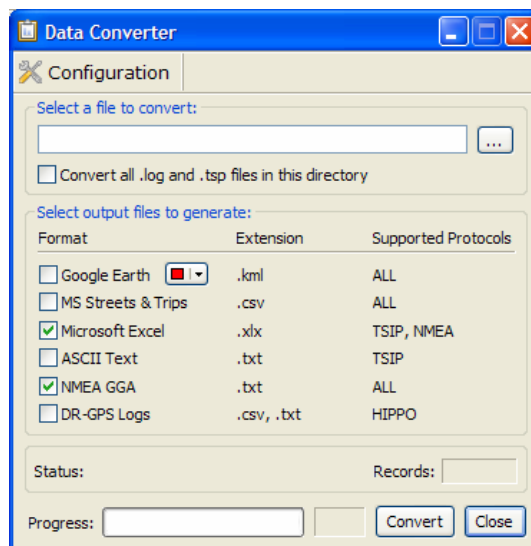 Data Converter
Configuration
Select a file to convert:
...
Convert all .log and .tsp files in this directory
Select output files to generate:
Format Extension Supported Protocols
Google Earth .kml ALL
MS Streets & Trips .csv ALL
Microsoft Excel .xlx TSIP, NMEA
ASCII Text .txt TSIP
NMEA GGA .txt ALL
DR-GPS Logs .csv, .txt HIPPO
Status: Records:
Progress: Convert Close